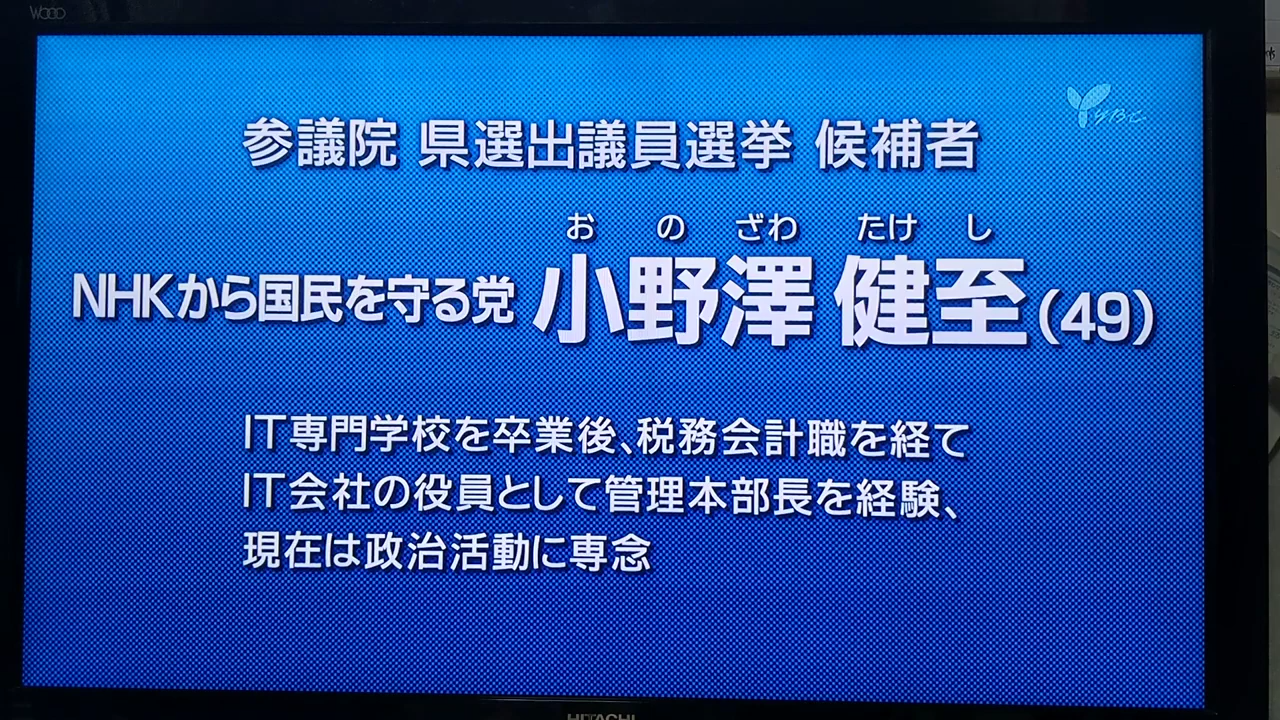 Wooo
YBC
参議院 県選出議員選挙 候補者
お の ざわ たけ し
NHKから国民を守る党 小野澤 健至(49)
IT専門学校を卒業後、税務会計職を経て
IT会社の役員として管理本部長を経験、
現在は政治活動に専念
HITACHI